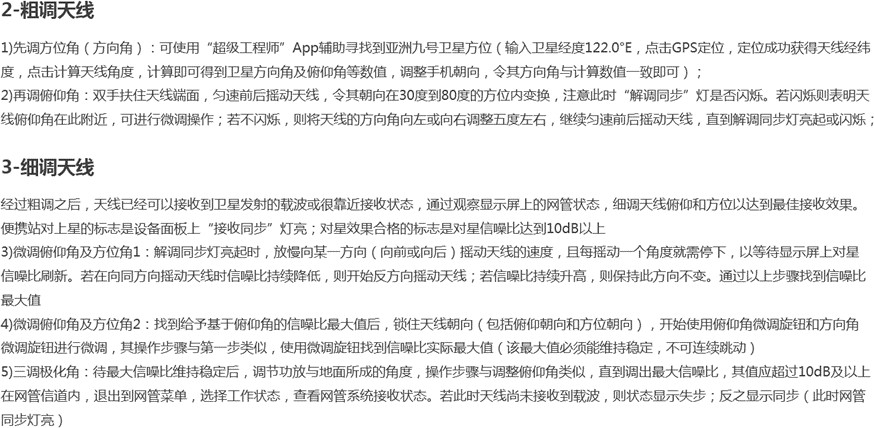 2-粗调天线
1)先调方位角（方向角）：可使用“超级工程师”App辅助寻找到亚洲九号卫星方位（输入卫星经度122.0°E，点击GPS定位，定位成功获得天线经纬
度，点击计算天线角度，计算即可得到卫星方向角及俯仰角等数值，调整手机朝向，令其方向角与计算数值一致即可）；
2)再调俯仰角：双手扶住天线端面，匀速前后摇动天线，令其朝向在30度到80度的方位内变换，注意此时“解调同步”灯是否闪烁。若闪烁则表明天
线俯仰角在此附近，可进行微调操作；若不闪烁，则将天线的方向角向左或向右调整五度左右，继续匀速前后摇动天线，直到解调同步灯亮起或闪烁；
3-细调天线
经过粗调之后，天线已经可以接收到卫星发射的载波或很靠近接收状态，通过观察显示屏上的网管状态，细调天线俯仰和方位以达到最佳接收效果。
便携站对上星的标志是设备面板上“接收同步”灯亮；对星效果合格的标志是对星信噪比达到10dB以上
3)微调俯仰角及方位角1：解调同步灯亮起时，放慢向某一方向（向前或向后）摇动天线的速度，且每摇动一个角度就需停下，以等待显示屏上对星
信噪比刷新。若在向同方向摇动天线时信噪比持续降低，则开始反方向摇动天线；若信噪比持续升高，则保持此方向不变。通过以上步骤找到信噪比
最大值
4)微调俯仰角及方位角2：找到给予基于俯仰角的信噪比最大值后，锁住天线朝向（包括俯仰朝向和方位朝向），开始使用俯仰角微调旋钮和方向角
微调旋钮进行微调，其操作步骤与第一步类似，使用微调旋钮找到信噪比实际最大值（该最大值必须能维持稳定，不可连续跳动）
5)三调极化角：待最大信噪比维持稳定后，调节功放与地面所成的角度，操作步骤与调整俯仰角类似，直到调出最大信噪比，其值应超过10dB及以上
在网管信道内，退出到网管菜单，选择工作状态，查看网管系统接收状态。若此时天线尚未接收到载波，则状态显示失步；反之显示同步（此时网管
同步灯亮）